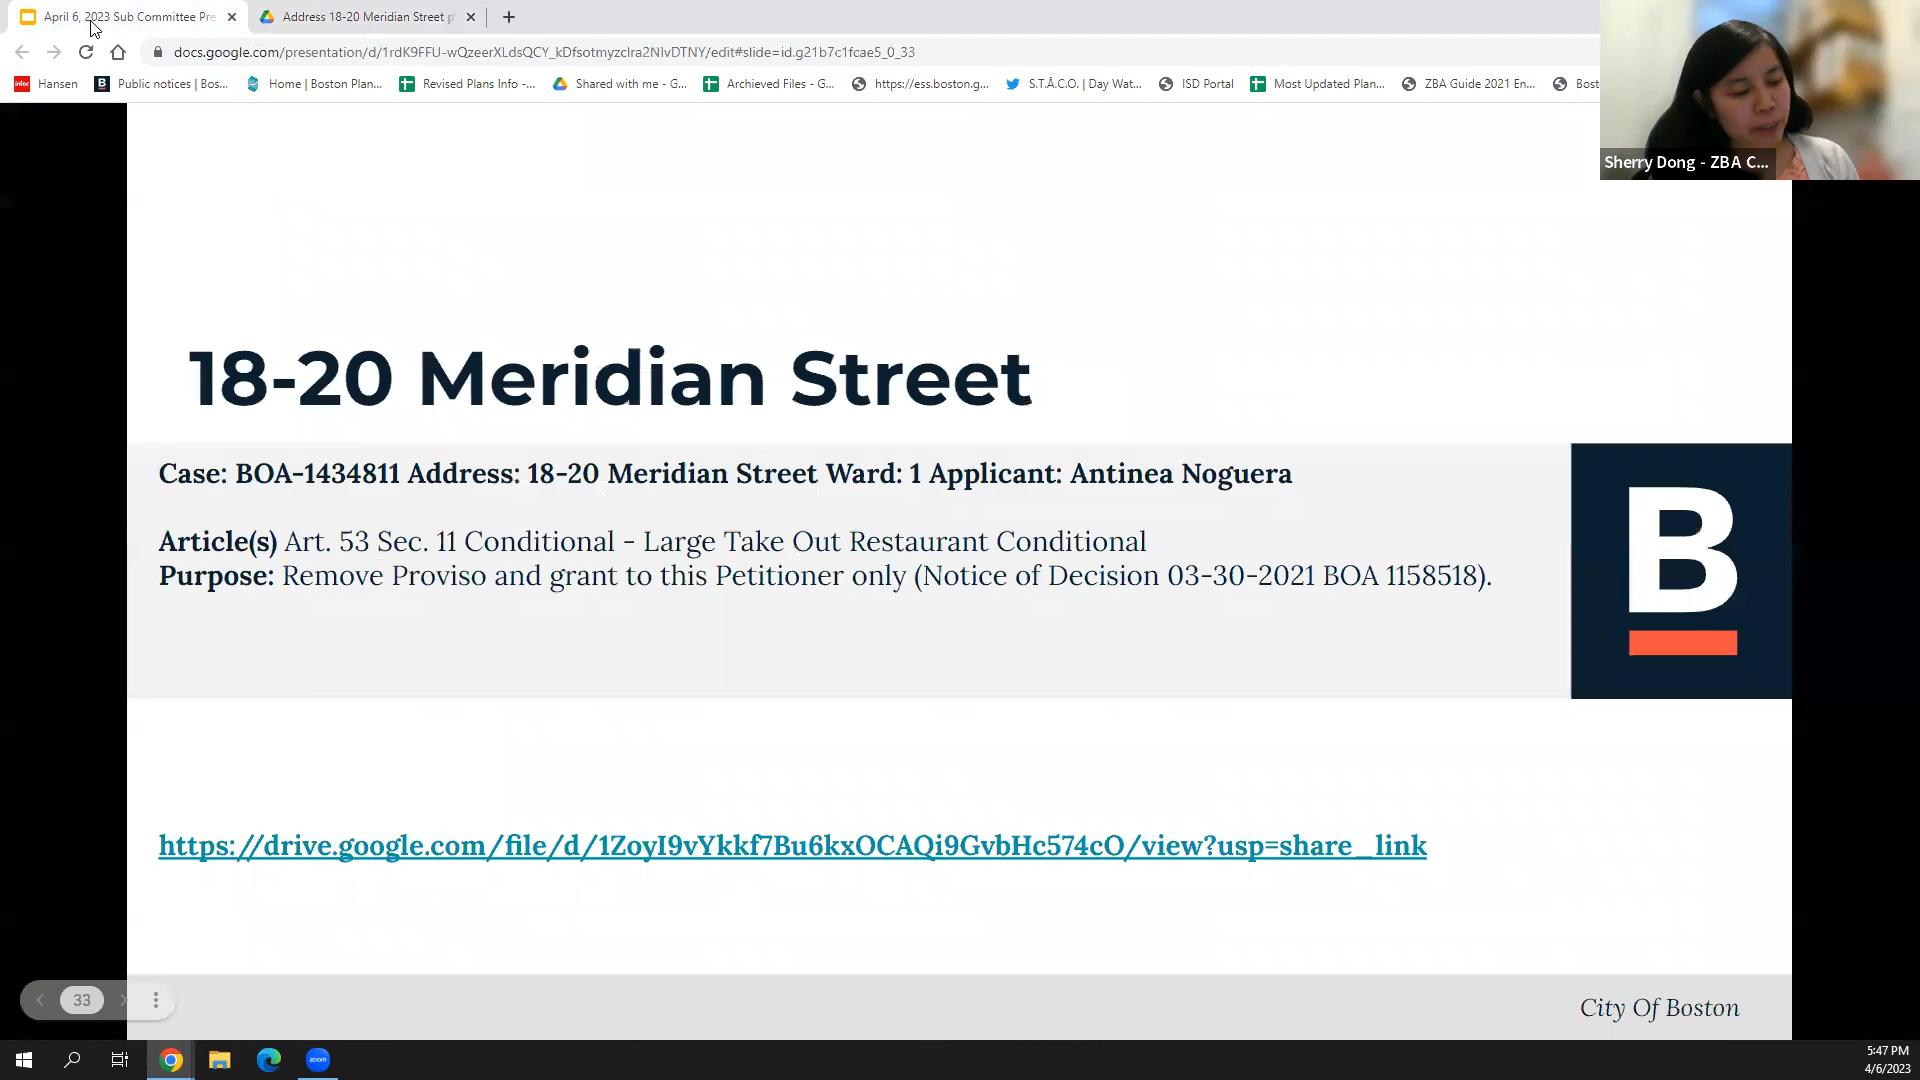 April 6, 2023 Sub Committee Pre
Address 18-20 Meridian Street p
docs.google.com/presentation/d/1rdK9FFU-wQzeerXLdsQCY_kDfsotmyzclra2NlvDTNY/edit#slide=id.g21b7c1fcae5_0_33
infor Hansen
B Public notices | Bos...
Home | Boston Plan...
Revised Plans Info -...
Shared with me - G...
Archieved Files - G...
https://ess.boston.g...
S.T.Â.C.O. | Day Wat...
ISD Portal
Most Updated Plan...
ZBA Guide 2021 En...
Bost
Sherry Dong - ZBA C...
18-20 Meridian Street
Case: BOA-1434811 Address: 18-20 Meridian Street Ward: 1 Applicant: Antinea Noguera
Article(s) Art. 53 Sec. 11 Conditional - Large Take Out Restaurant Conditional
Purpose: Remove Proviso and grant to this Petitioner only (Notice of Decision 03-30-2021 BOA 1158518).
B
https://drive.google.com/file/d/1ZoyI9vYkkf7Bu6kxOCAQi9GvbHc574cO/view?usp=share_link
33
City Of Boston
zoom
5:47 PM
4/6/2023